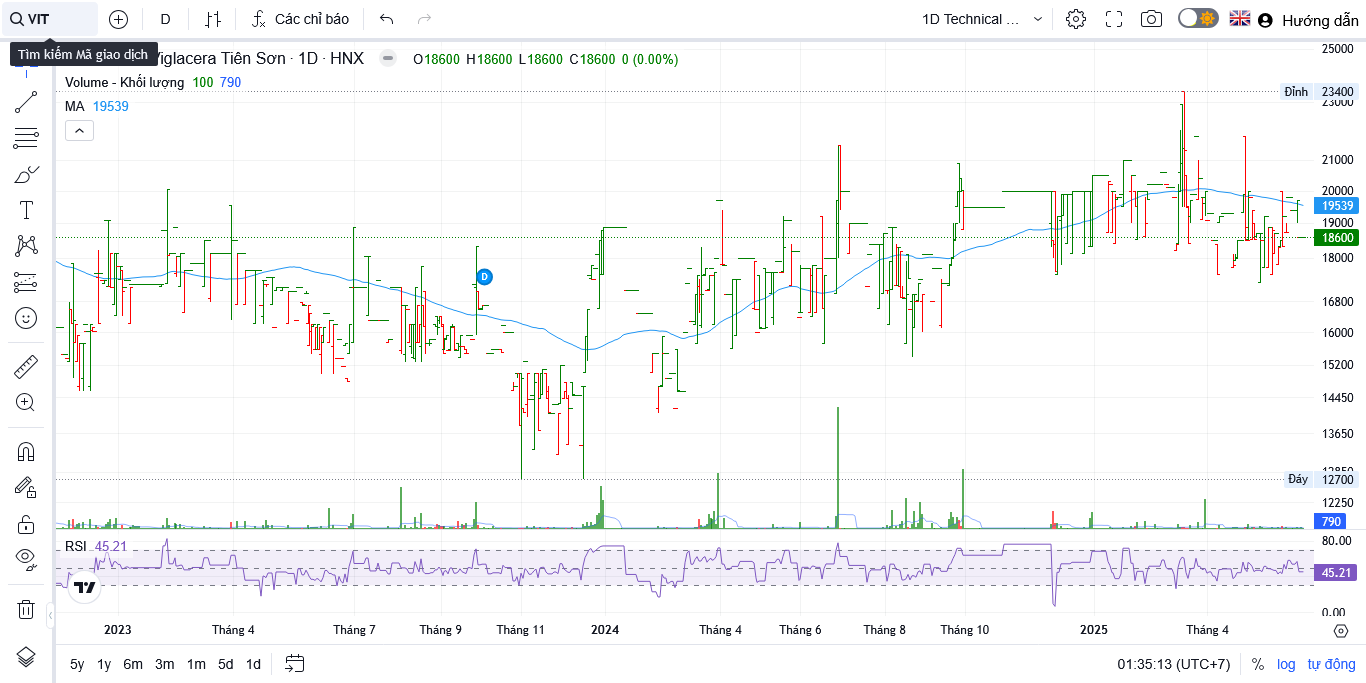 VIT
D
Các chỉ báo
1D Technical ...
Hướng dẫn
Tìm kiếm Mã giao dịch
Viglacera Tiên Sơn · 1D · HNX
O18600 H18600 L18600 C18600 0 (0.00%)
Volume - Khối lượng 100 790
MA 19539
D
25000
Đỉnh 23400
23000
21000
20000
19539
19000
18600
18000
16800
16000
15200
14450
13650
12850
Đáy 12700
12250
790
RSI 45.21
80.00
45.21
0.00
2023 Tháng 4 Tháng 7 Tháng 9 Tháng 11 2024 Tháng 4 Tháng 6 Tháng 8 Tháng 10 2025 Tháng 4
5y 1y 6m 3m 1m 5d 1d
01:35:13 (UTC+7) % log tự động